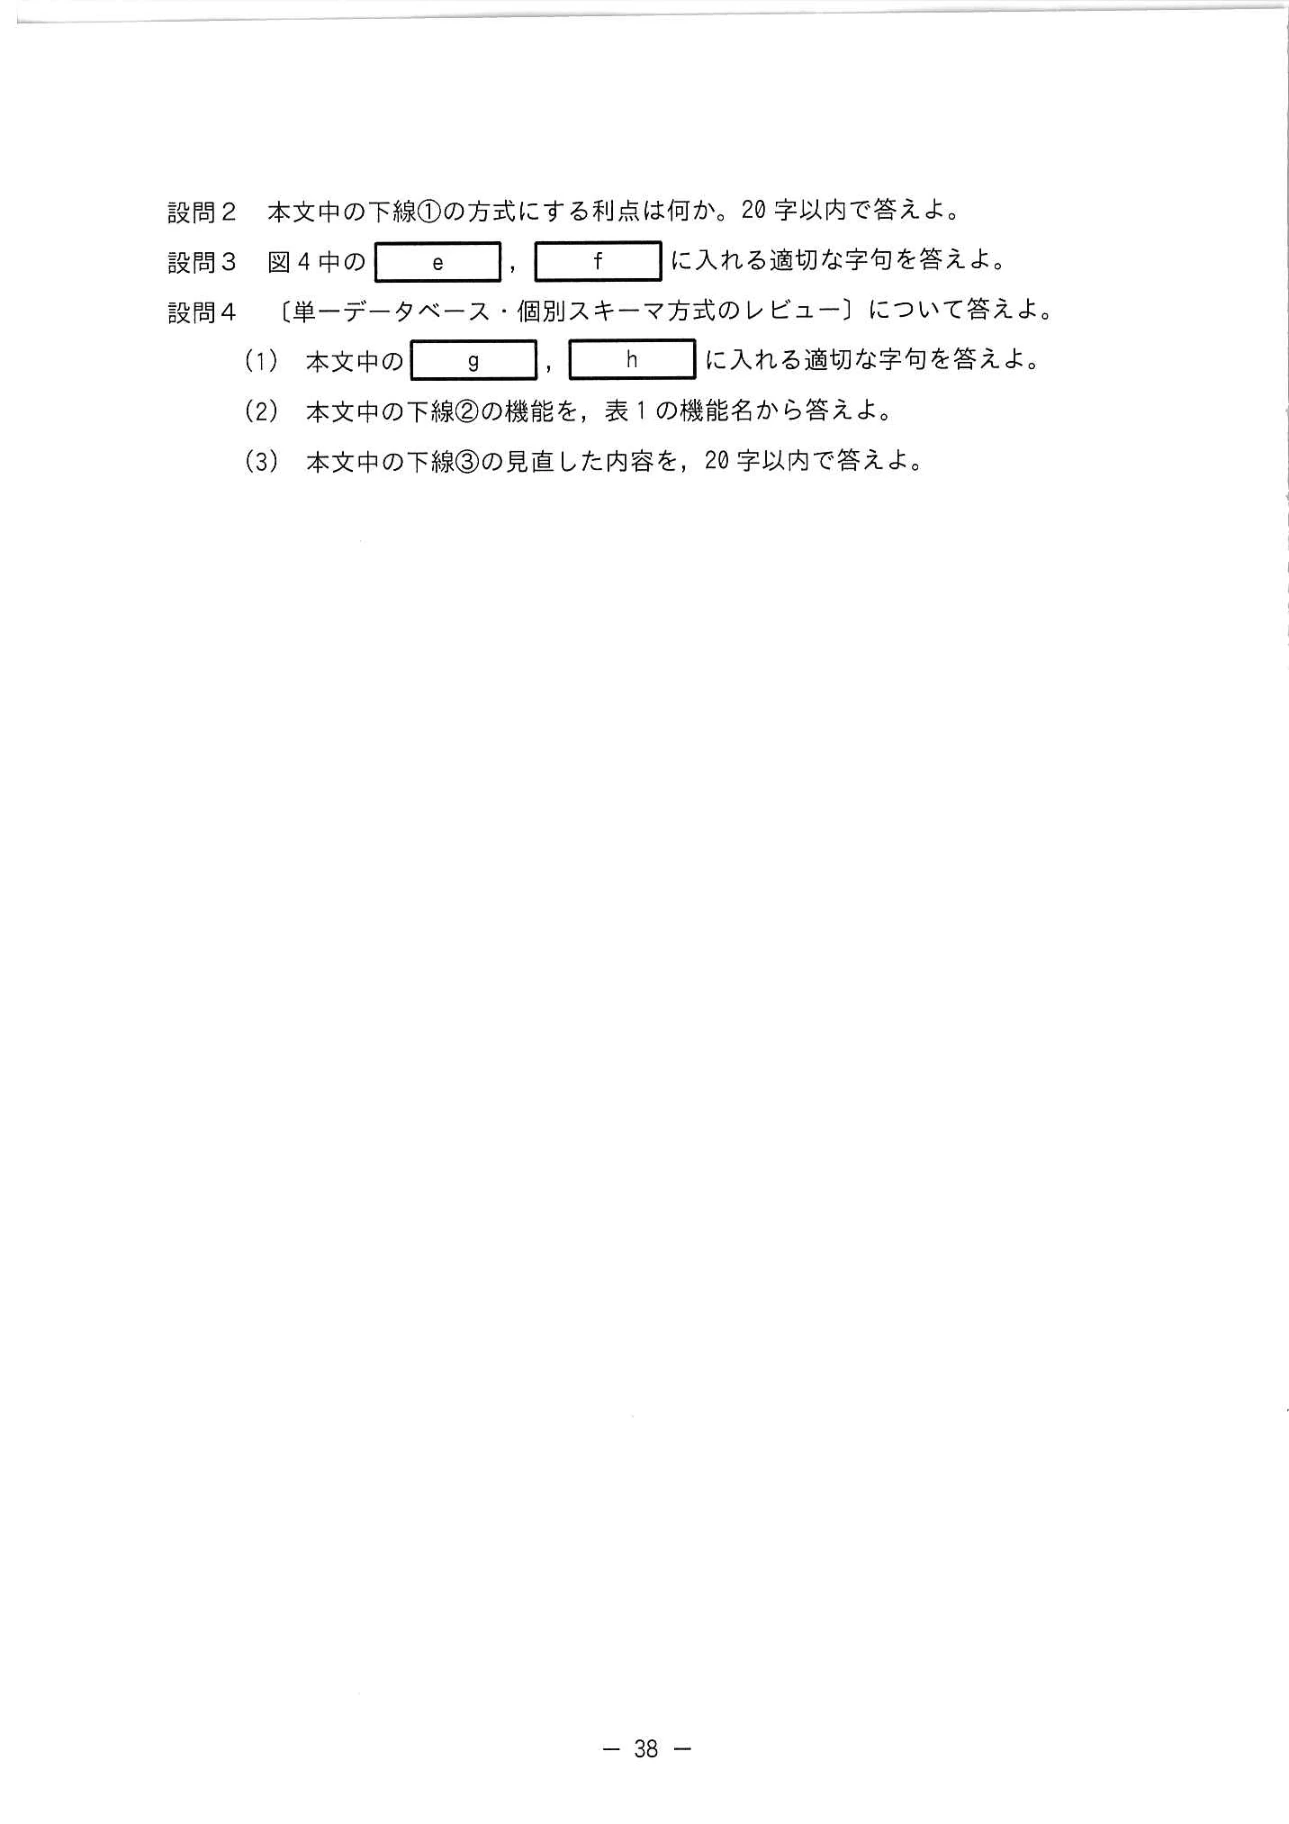 設問2　本文中の下線①の方式にする利点は何か。20字以内で答えよ。
設問3　図4中の e ，f に入れる適切な字句を答えよ。
設問4　〔単一データベース・個別スキーマ方式のレビュー〕について答えよ。
(1)　本文中の g ，h に入れる適切な字句を答えよ。
(2)　本文中の下線②の機能を，表1の機能名から答えよ。
(3)　本文中の下線③の見直した内容を，20字以内で答えよ。
－ 38 －